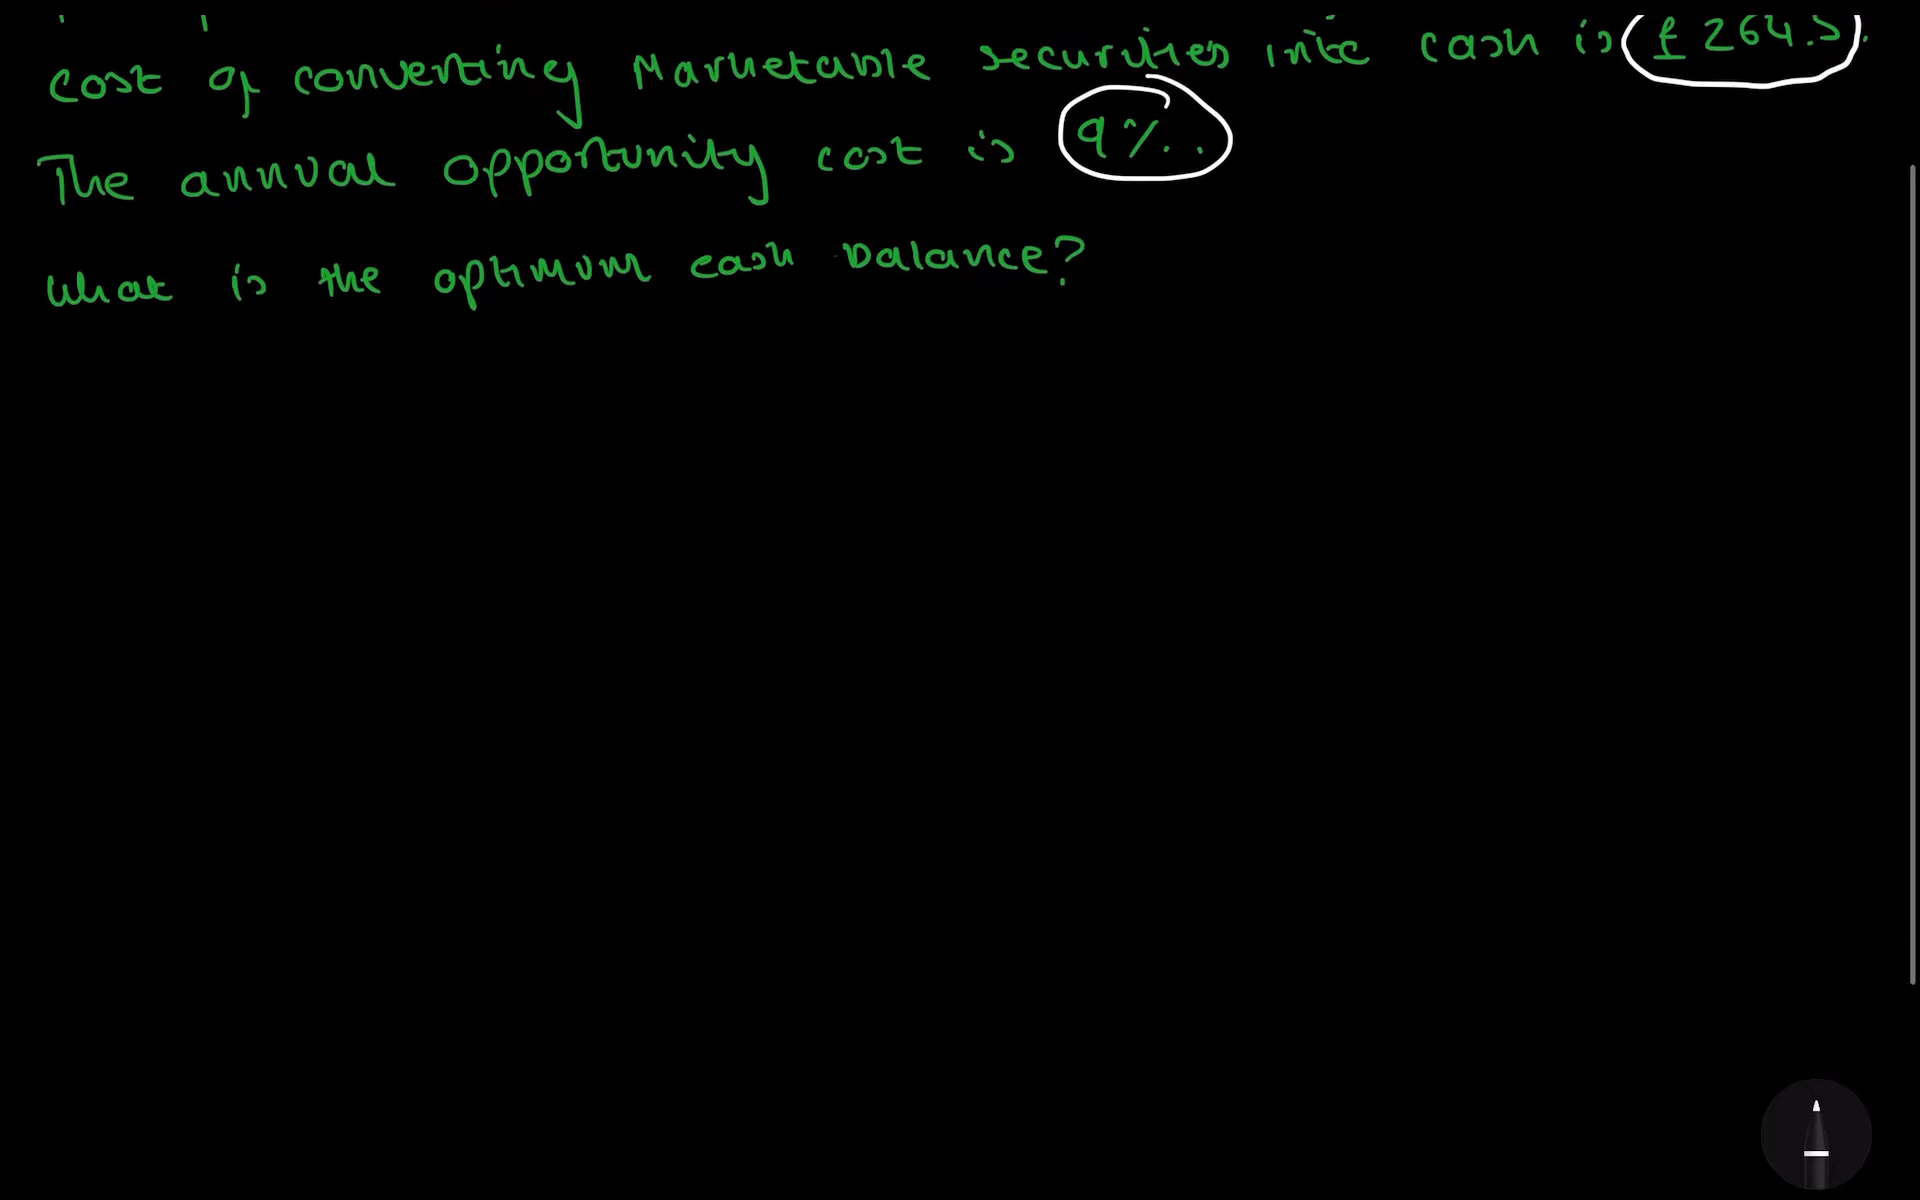 cost of converting Marketable securities into cash is £264.5.
The annual opportunity cost is 9%..
What is the optimum cash balance?